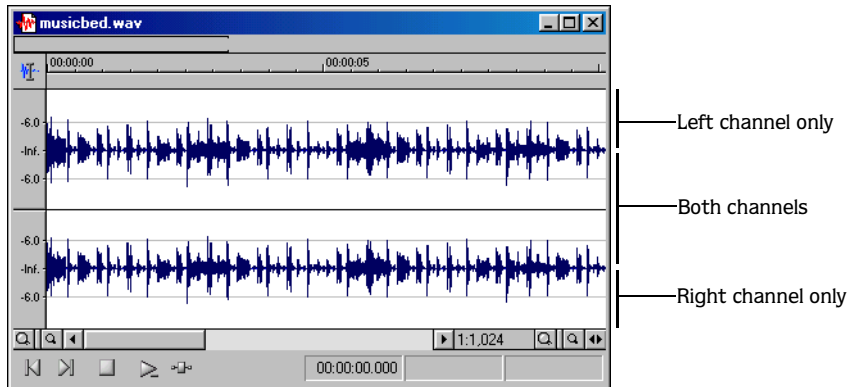 musicbed.wav
00:00:00 00:00:05
-6.0
-Inf.
-6.0
-6.0
-Inf.
-6.0
Left channel only
Both channels
Right channel only
1:1,024
00:00:00.000